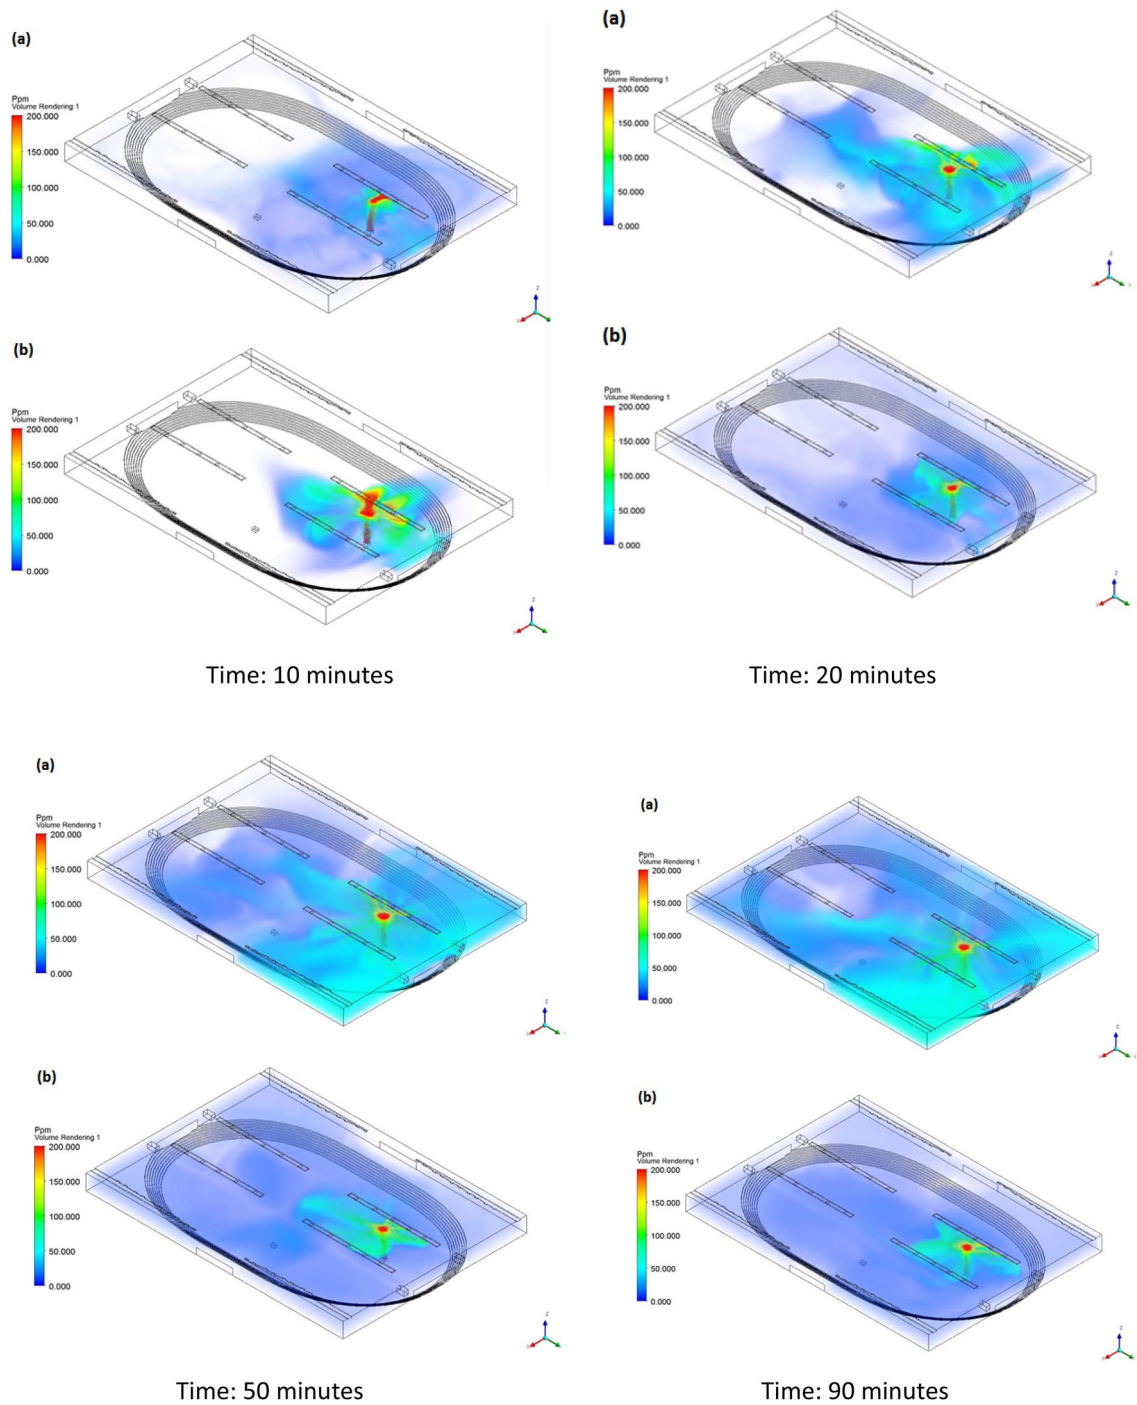 (a)
Ppm
Volume Rendering 1
200.000
150.000
100.000
50.000
0.000
Z
(a)
Ppm
Volume Rendering 1
200.000
150.000
100.000
50.000
0.000
Z
(b)
Ppm
Volume Rendering 1
200.000
150.000
100.000
50.000
0.000
Z
(b)
Ppm
Volume Rendering 1
200.000
150.000
100.000
50.000
0.000
Z
Time: 10 minutes
Time: 20 minutes
(a)
Ppm
Volume Rendering 1
200.000
150.000
100.000
50.000
0.000
Z
(a)
Ppm
Volume Rendering 1
200.000
150.000
100.000
50.000
0.000
Z
(b)
Ppm
Volume Rendering 1
200.000
150.000
100.000
50.000
0.000
Z
(b)
Ppm
Volume Rendering 1
200.000
150.000
100.000
50.000
0.000
Z
Time: 50 minutes
Time: 90 minutes